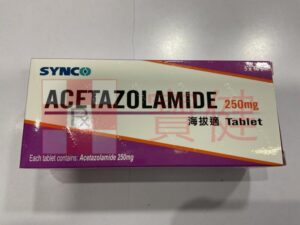 SYNCO
ACETAZOLAMIDE 250mg
海拔適 Tablet
Each tablet contains: Acetazolamide 250mg